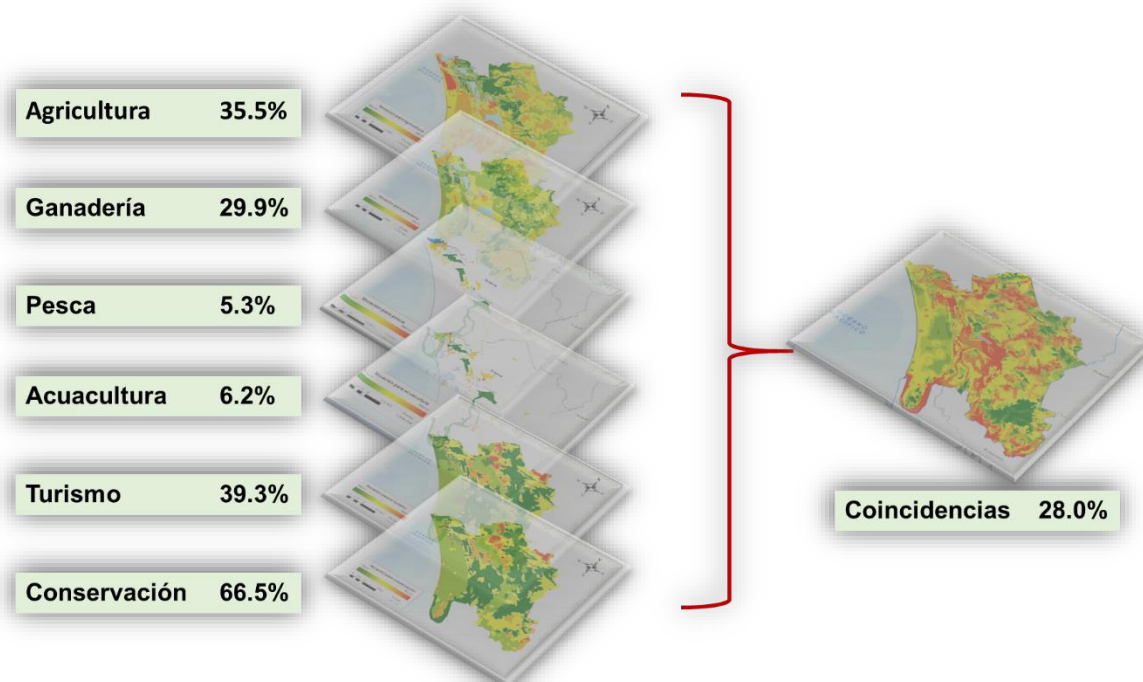 Agricultura 35.5%
Ganadería 29.9%
Pesca 5.3%
Acuacultura 6.2%
Turismo 39.3%
Conservación 66.5%
Coincidencias 28.0%